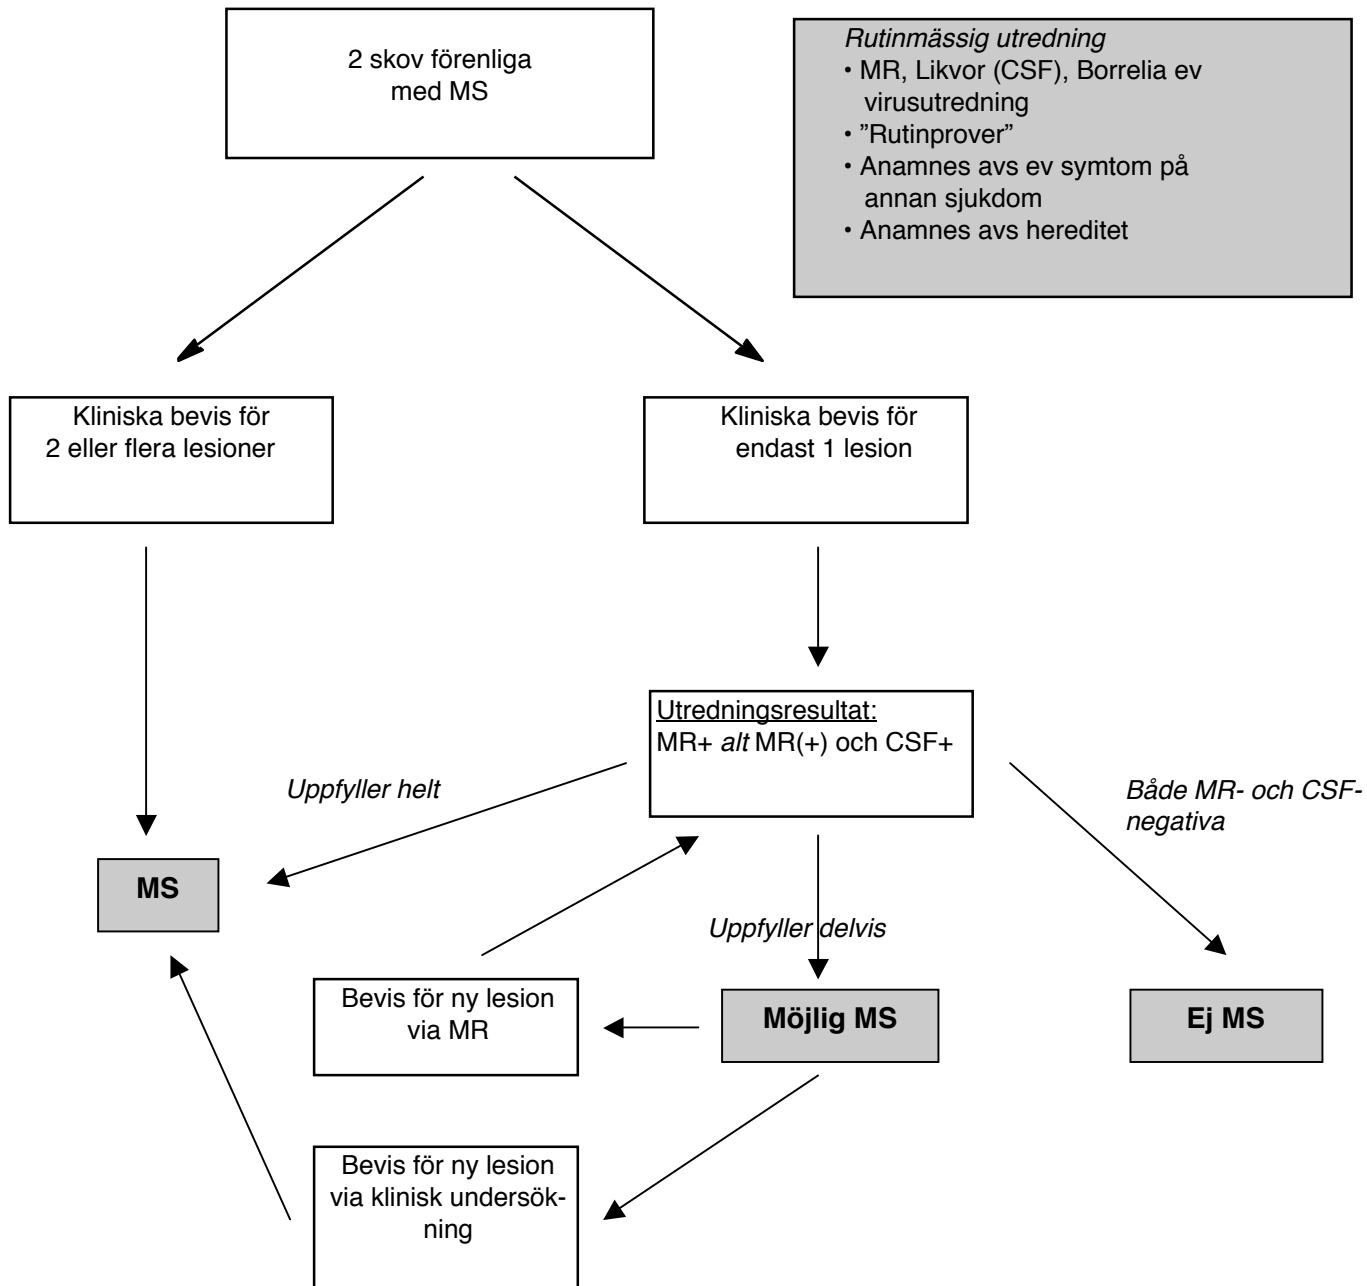 2 skov förenliga
med MS
Rutinmässig utredning
• MR, Likvor (CSF), Borrelia ev
virusutredning
• ”Rutinprover”
• Anamnes avs ev symtom på
annan sjukdom
• Anamnes avs hereditet
Kliniska bevis för
2 eller flera lesioner
Kliniska bevis för
endast 1 lesion
Utredningsresultat:
MR+ alt MR(+) och CSF+
Uppfyller helt
Både MR- och CSF-
negativa
MS
Uppfyller delvis
Bevis för ny lesion
via MR
Möjlig MS
Ej MS
Bevis för ny lesion
via klinisk undersök-
ning